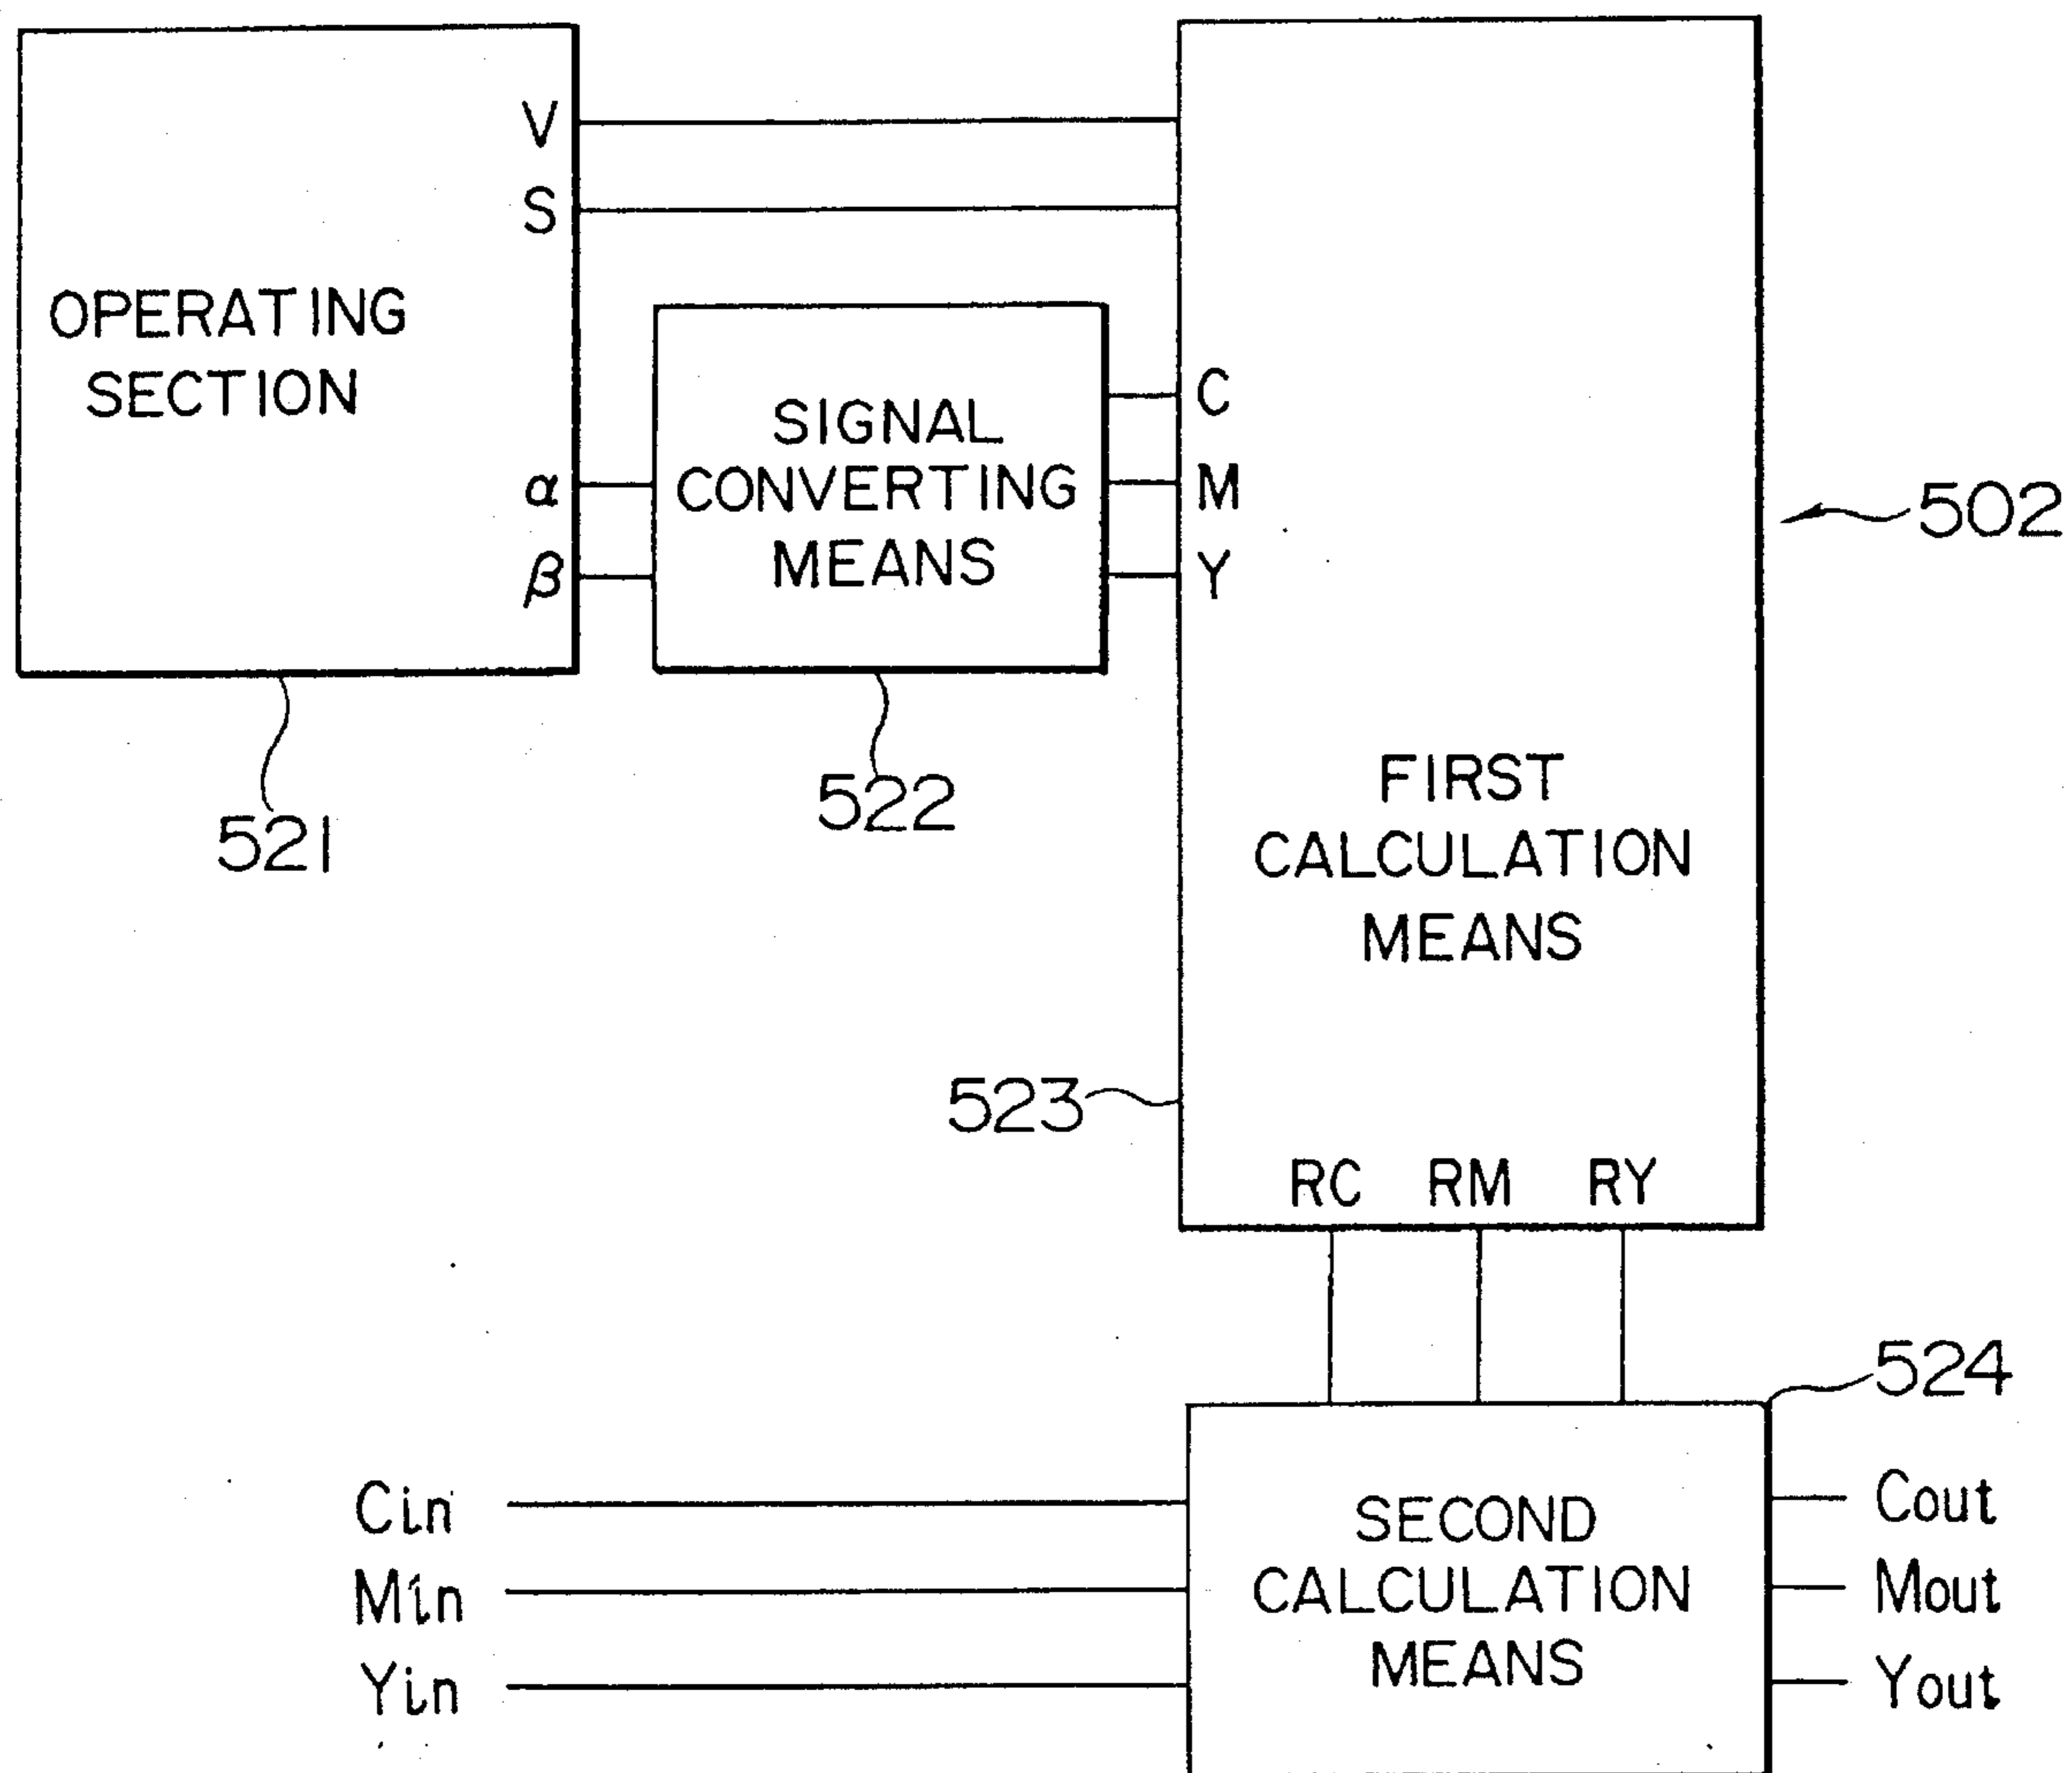 V
S
OPERATING
SECTION
α
β
SIGNAL
CONVERTING
MEANS
C
M
Y
502
521
522
FIRST
CALCULATION
MEANS
523
RC RM RY
524
Cin
Min
Yin
SECOND
CALCULATION
MEANS
Cout
Mout
Yout